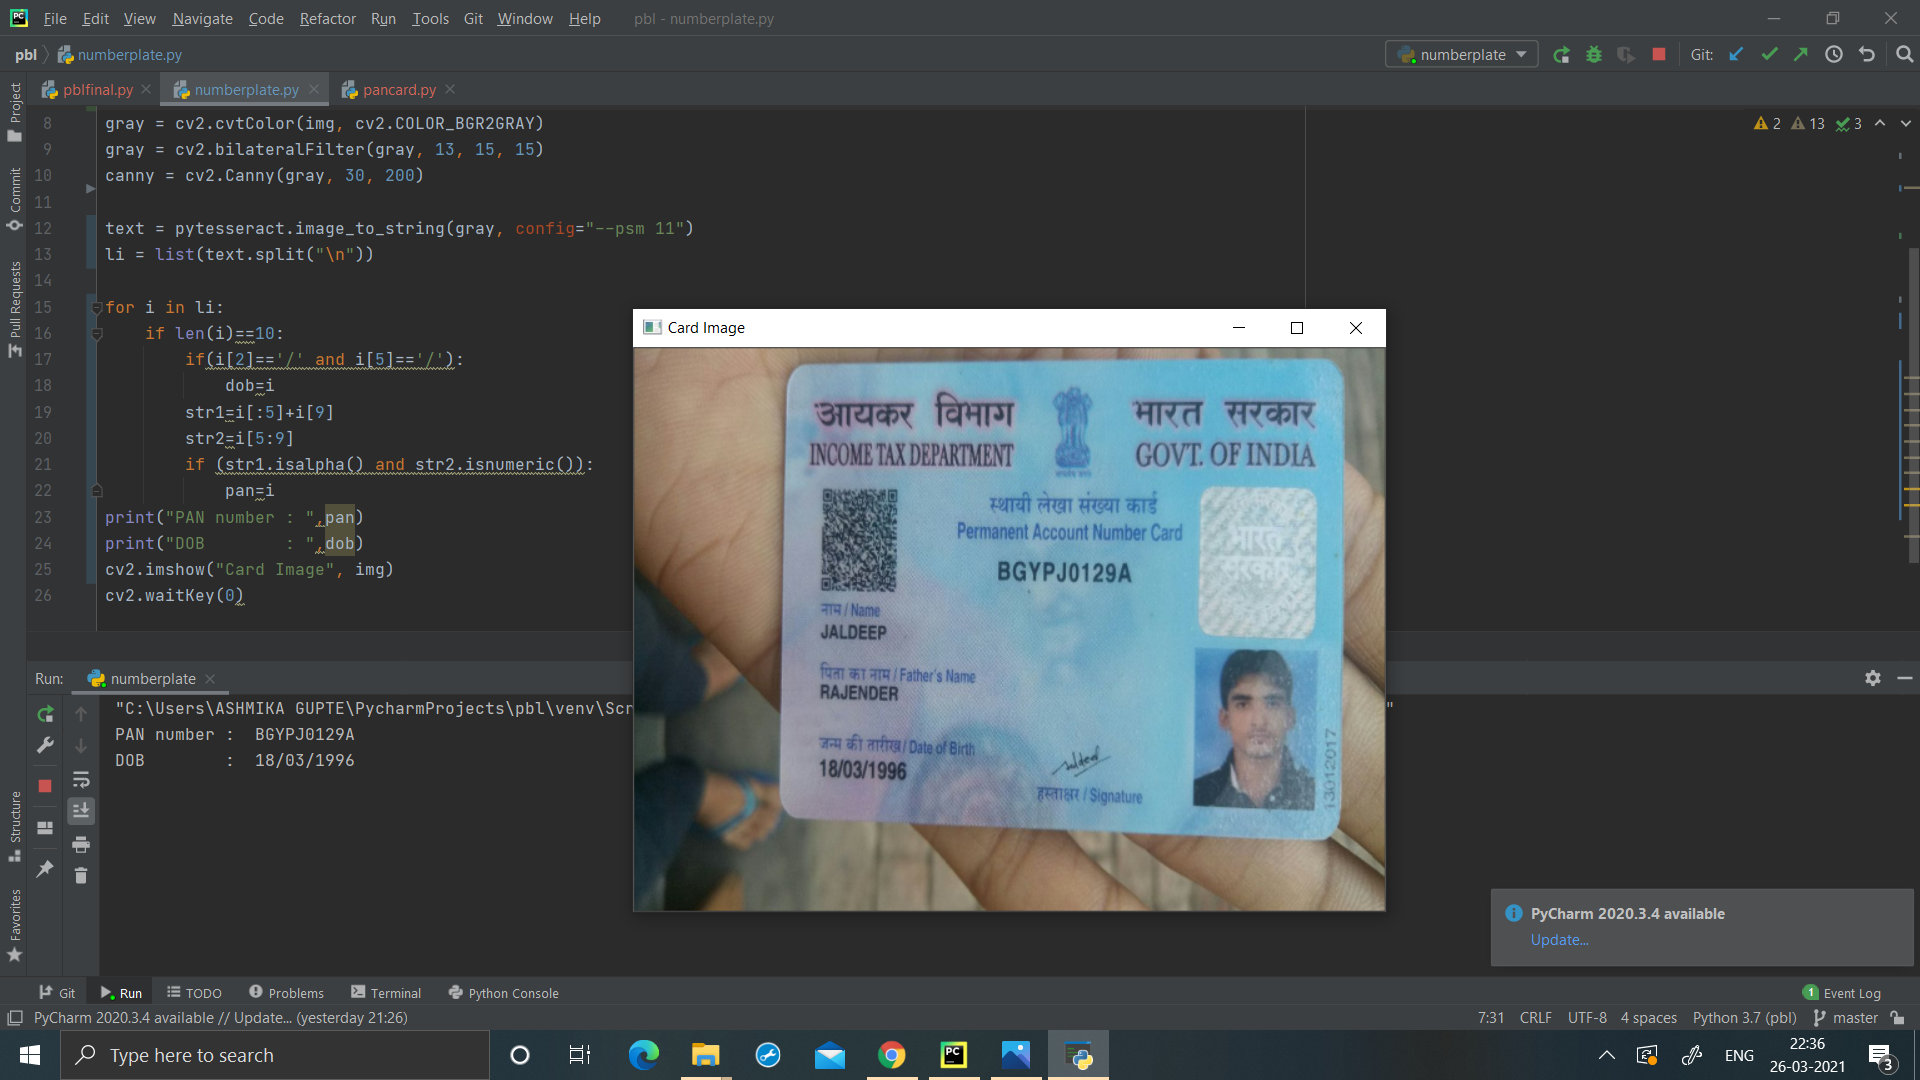 File Edit View Navigate Code Refactor Run Tools Git Window Help pbl - numberplate.py
pbl numberplate.py
numberplate Git:
pblfinal.py numberplate.py pancard.py
2 13 3
8 gray = cv2.cvtColor(img, cv2.COLOR_BGR2GRAY)
9 gray = cv2.bilateralFilter(gray, 13, 15, 15)
10 canny = cv2.Canny(gray, 30, 200)
11
12 text = pytesseract.image_to_string(gray, config="--psm 11")
13 li = list(text.split("\n"))
14
15 for i in li:
16 if len(i)==10:
17 if(i[2]=='/' and i[5]=='/'):
18 dob=i
19 str1=i[:5]+i[9]
20 str2=i[5:9]
21 if (str1.isalpha() and str2.isnumeric()):
22 pan=i
23 print("PAN number : ",pan)
24 print("DOB        : ",dob)
25 cv2.imshow("Card Image", img)
26 cv2.waitKey(0)
Project
Commit
Pull Requests
Structure
Favorites
Card Image
आयकर विभाग भारत सरकार
INCOME TAX DEPARTMENT GOVT. OF INDIA
स्थायी लेखा संख्या कार्ड
Permanent Account Number Card
BGYPJ0129A
भारत
सरकार
नाम / Name
JALDEEP
पिता का नाम / Father's Name
RAJENDER
जन्म की तारीख / Date of Birth
18/03/1996
हस्ताक्षर / Signature
13012017
Run: numberplate
"C:\Users\ASHMIKA GUPTE\PycharmProjects\pbl\venv\Scr "
PAN number :  BGYPJ0129A
DOB        :  18/03/1996
PyCharm 2020.3.4 available
Update...
Git Run TODO Problems Terminal Python Console 1 Event Log
PyCharm 2020.3.4 available // Update... (yesterday 21:26) 7:31 CRLF UTF-8 4 spaces Python 3.7 (pbl) master
Type here to search
ENG
22:36
26-03-2021
3